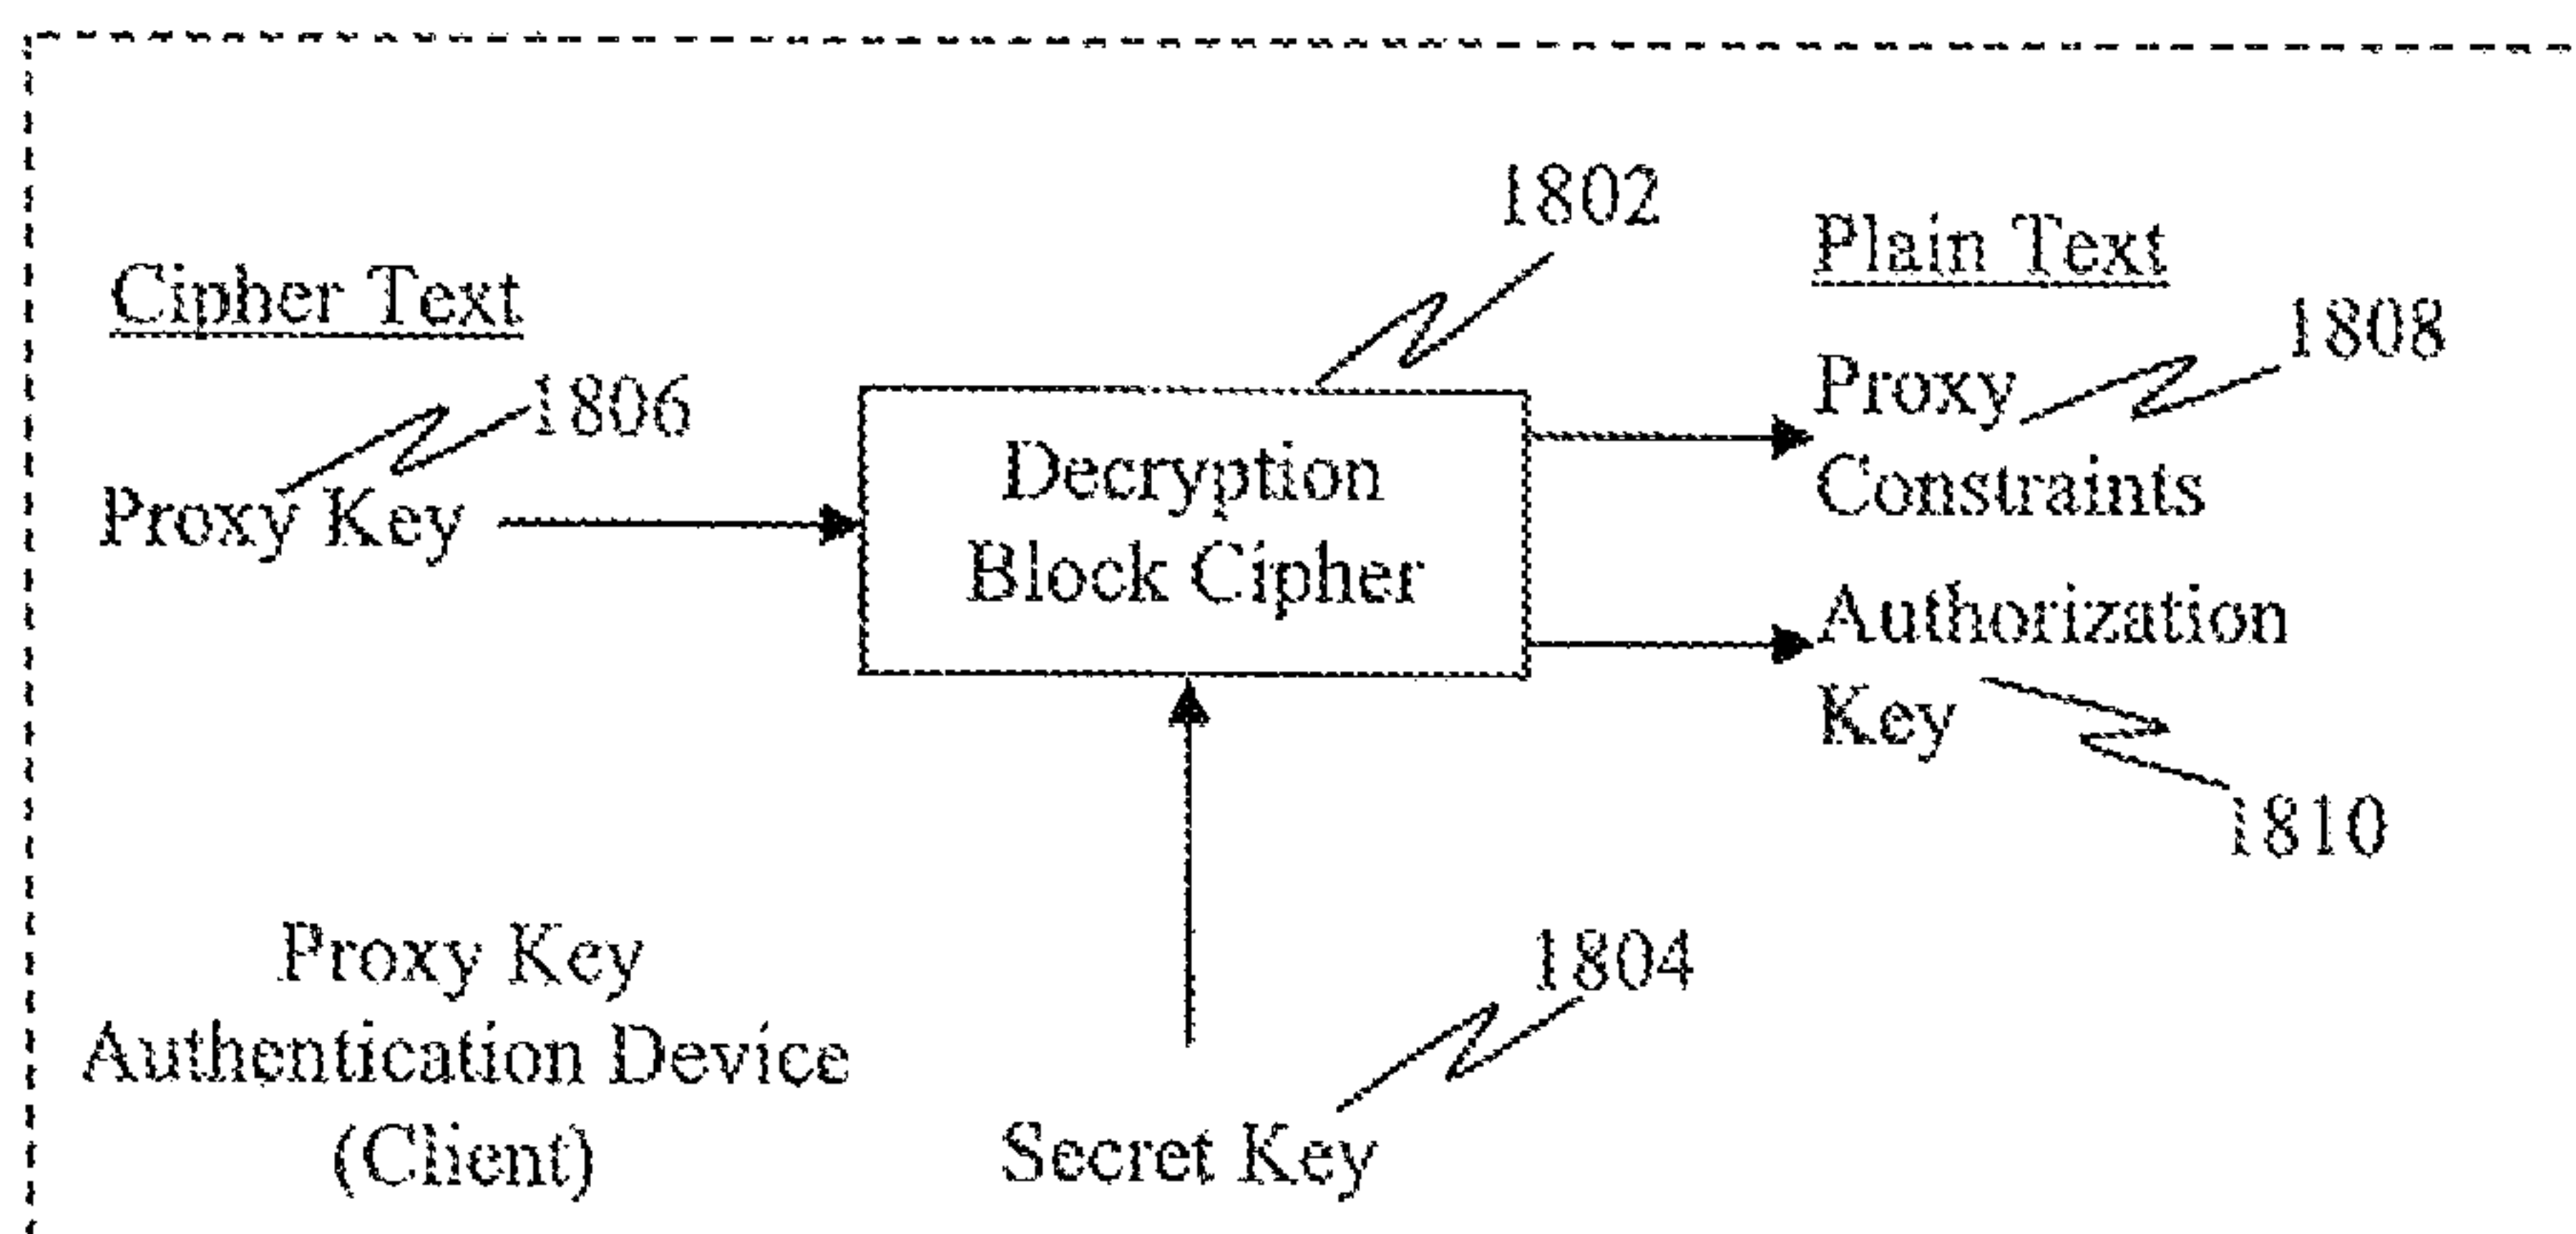 1802
Plain Text
Cipher Text
1808
Proxy
1806
Constraints
Proxy Key
Decryption
Block Cipher
Authorization
Key
1810
Proxy Key
Authentication Device
(Client)
1804
Secret Key